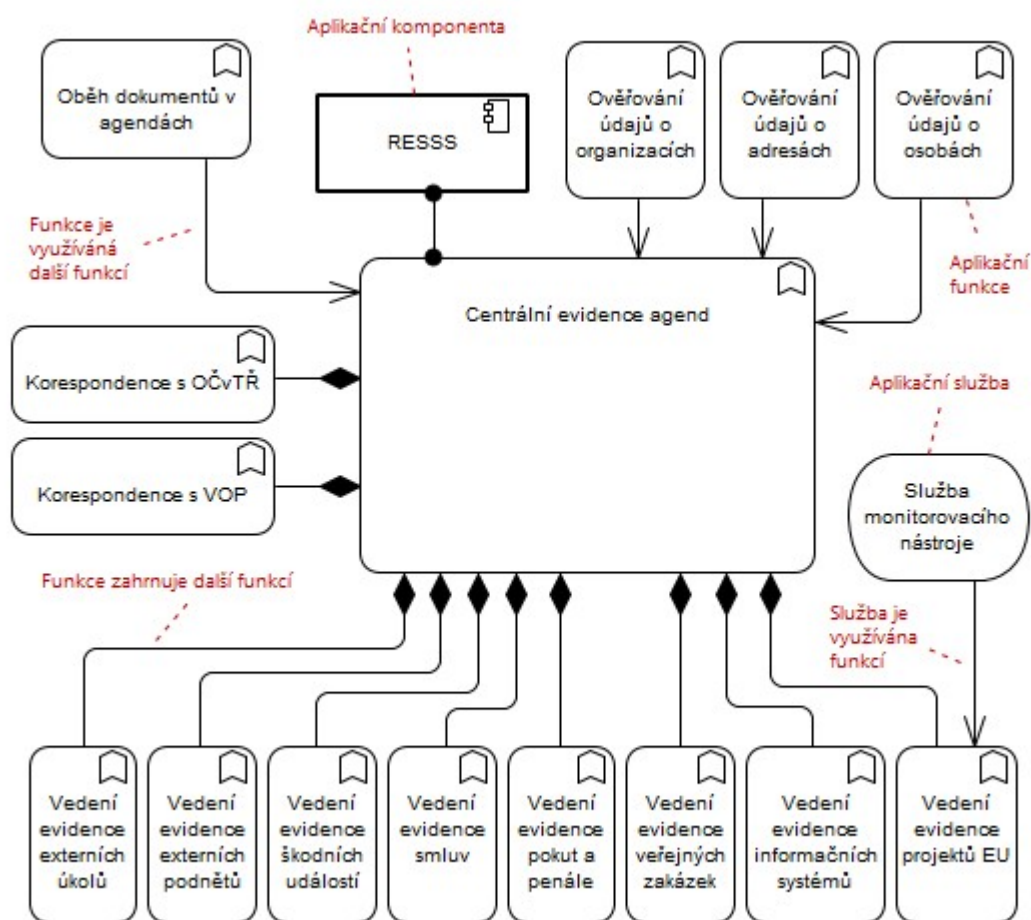 Aplikační komponenta
Oběh dokumentů v
agendách
RESSS
Ověřování
údajů o
organizacích
Ověřování
údajů o
adresách
Ověřování
údajů o
osobách
Funkce je
využíváná
další funkcí
Aplikační
funkce
Centrální evidence agend
Korespondence s OČvTŘ
Aplikační služba
Korespondence s VOP
Služba
monitorovacího
nástroje
Funkce zahrnuje další funkcí
Služba je
využívána
funkcí
Vedení
evidence
externích
úkolů
Vedení
evidence
externích
podnětů
Vedení
evidence
škodních
událostí
Vedení
evidence
smluv
Vedení
evidence
pokut a
penále
Vedení
evidence
veřejných
zakázek
Vedení
evidence
informačních
systémů
Vedení
evidence
projektů EU